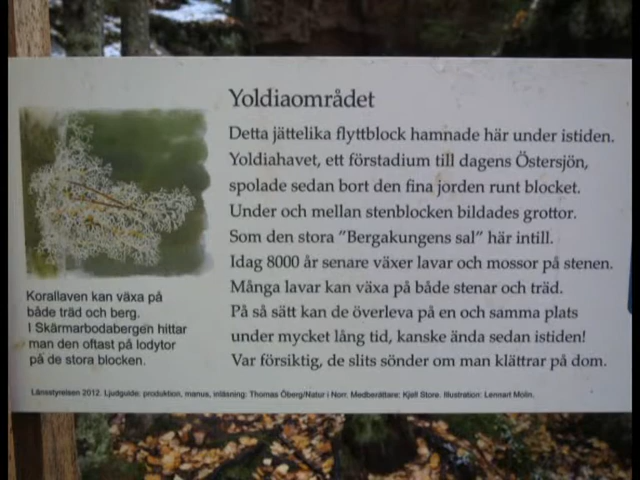 Yoldiaområdet
Detta jättelika flyttblock hamnade här under istiden.
Yoldiahavet, ett förstadium till dagens Östersjön,
spolade sedan bort den fina jorden runt blocket.
Under och mellan stenblocken bildades grottor.
Som den stora "Bergakungens sal" här intill.
Idag 8000 år senare växer lavar och mossor på stenen.
Många lavar kan växa på både stenar och träd.
På så sätt kan de överleva på en och samma plats
under mycket lång tid, kanske ända sedan istiden!
Var försiktig, de slits sönder om man klättrar på dom.
Korallaven kan växa på
både träd och berg.
I Skärmarbodabergen hittar
man den oftast på lodytor
på de stora blocken.
Länsstyrelsen 2012. Ljudguide: produktion, manus, inläsning: Thomas Öberg/Natur i Norr. Medberättare: Kjell Store. Illustration: Lennart Molin.